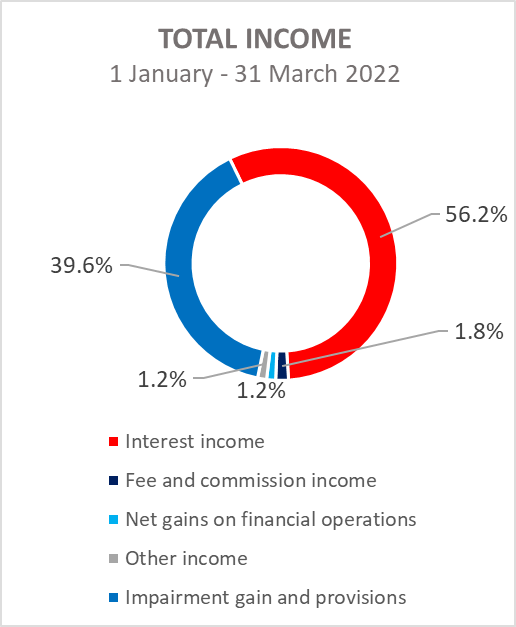 TOTAL INCOME
1 January - 31 March 2022
56.2%
39.6%
1.8%
1.2%
1.2%
Interest income
Fee and commission income
Net gains on financial operations
Other income
Impairment gain and provisions